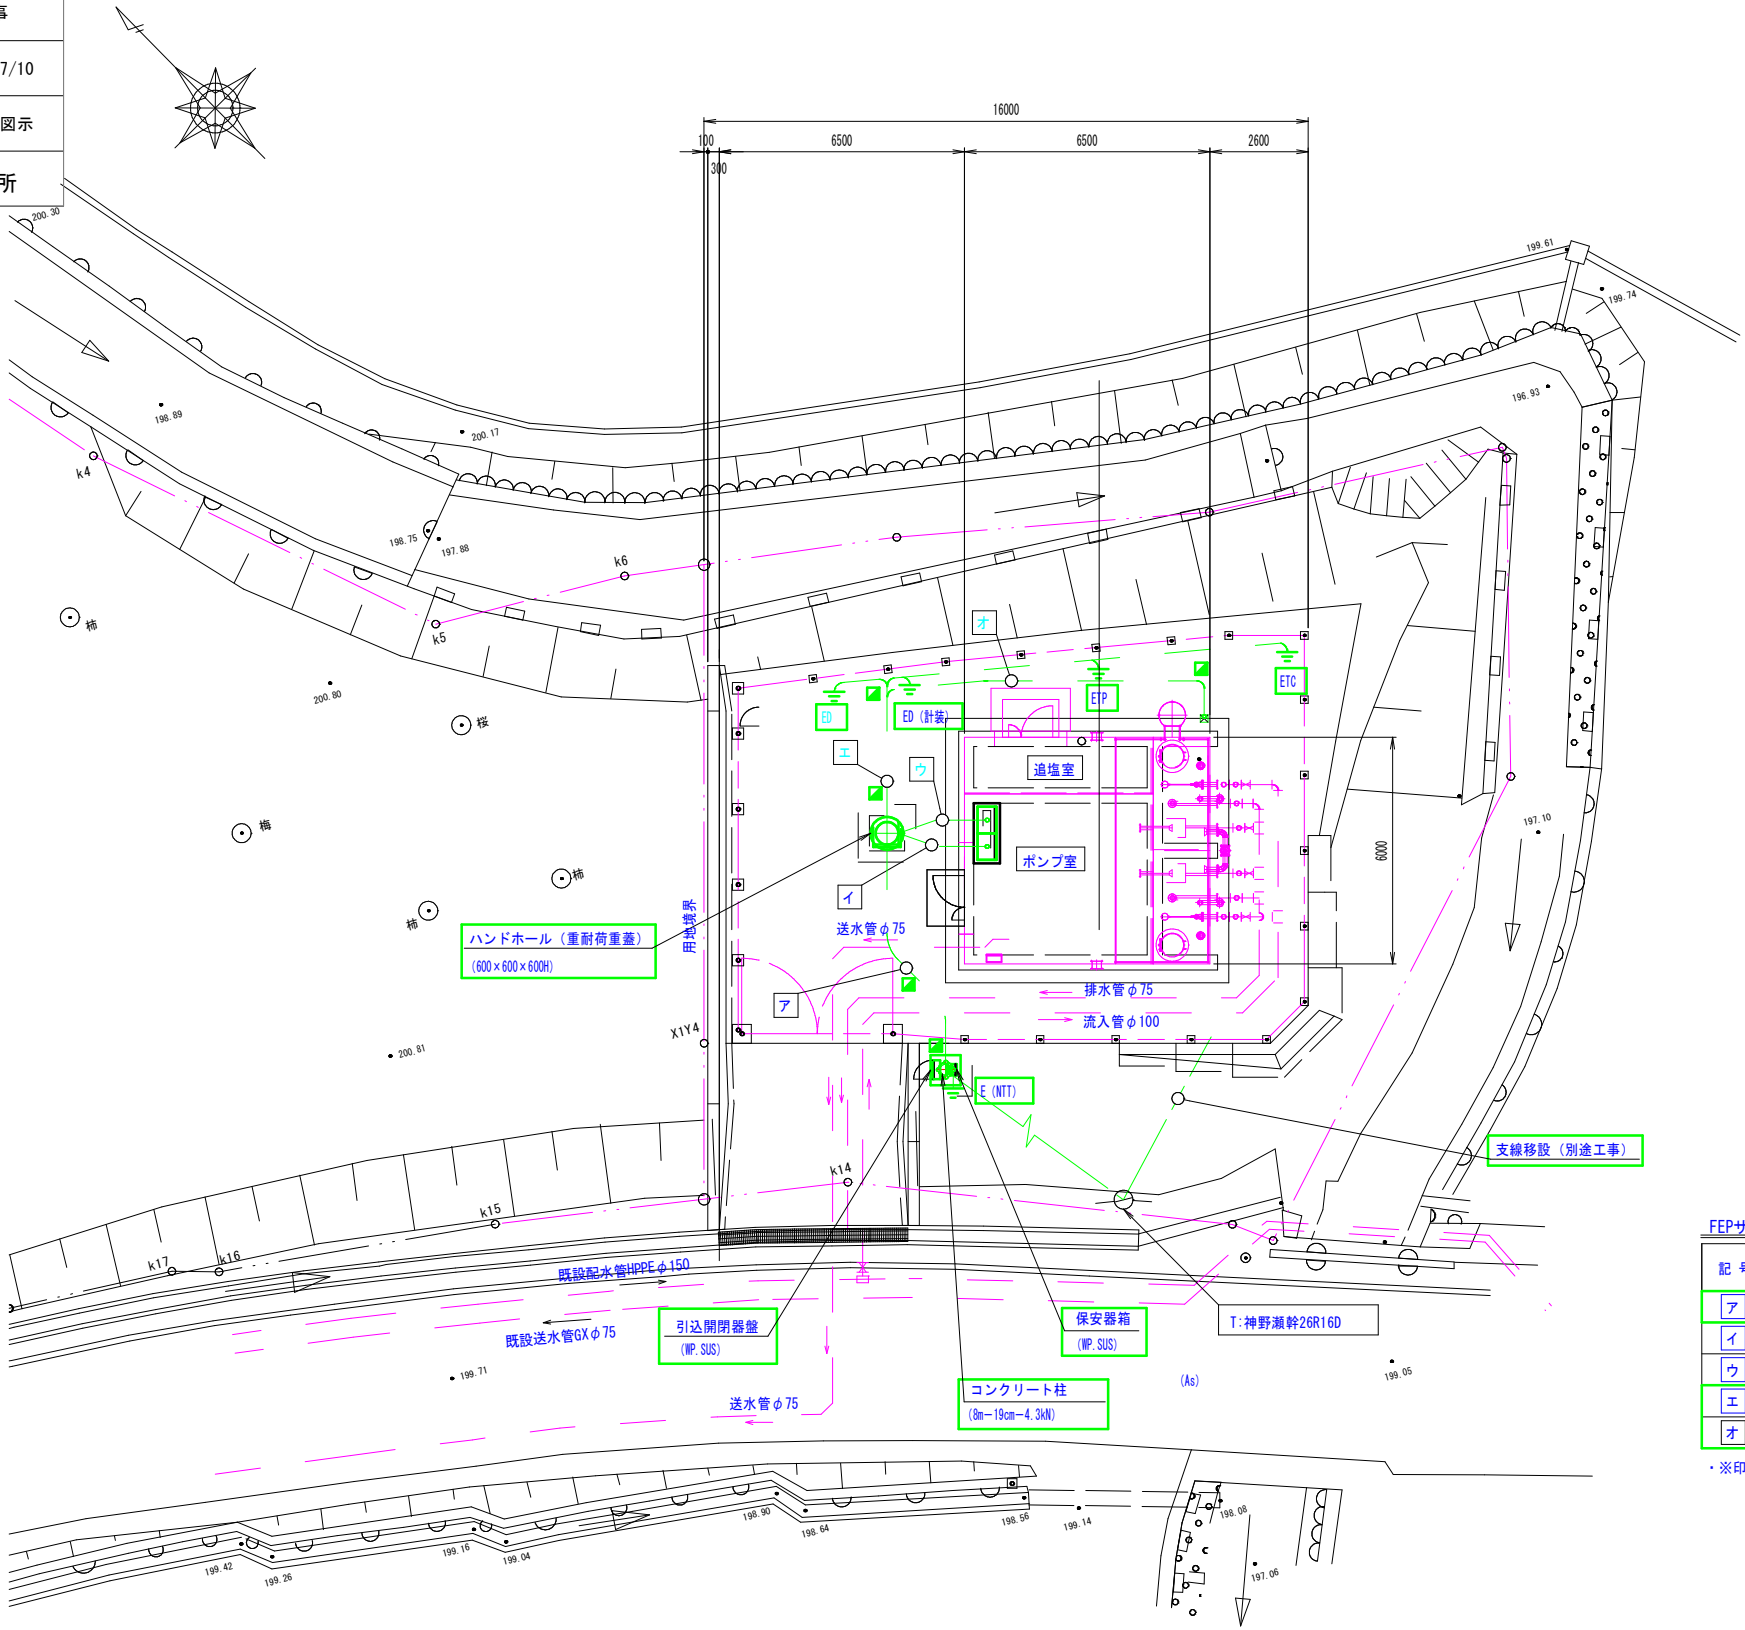 事
7/10
図示
所
16000
100
6500
6500
2600
300
200.30
199.61
199.74
198.89
200.17
196.93
k4
198.75
197.88
k6
k5
柿
オ
200.80
桜
ETC
ETP
ED
ED (計装)
エ
ウ
追塩室
梅
197.10
ポンプ室
6000
柿
柿
イ
用地境界
送水管φ75
ハンドホール (重耐荷重蓋)
(600×600×600H)
排水管φ75
ア
流入管φ100
X1Y4
200.81
E (NTT)
支線移設 (別途工事)
k14
k15
k17
k16
FEPサ
記 号
既設配水管HPPEφ150
ア
引込開閉器盤
(WP.SUS)
保安器箱
(WP.SUS)
T:神野瀬幹26R16D
イ
既設送水管GXφ75
ウ
199.71
199.05
(As)
コンクリート柱
(8m-19cm-4.3kN)
エ
送水管φ75
オ
・※印
198.90
198.64
198.56
199.14
198.08
199.42
199.26
199.16
199.04
197.06